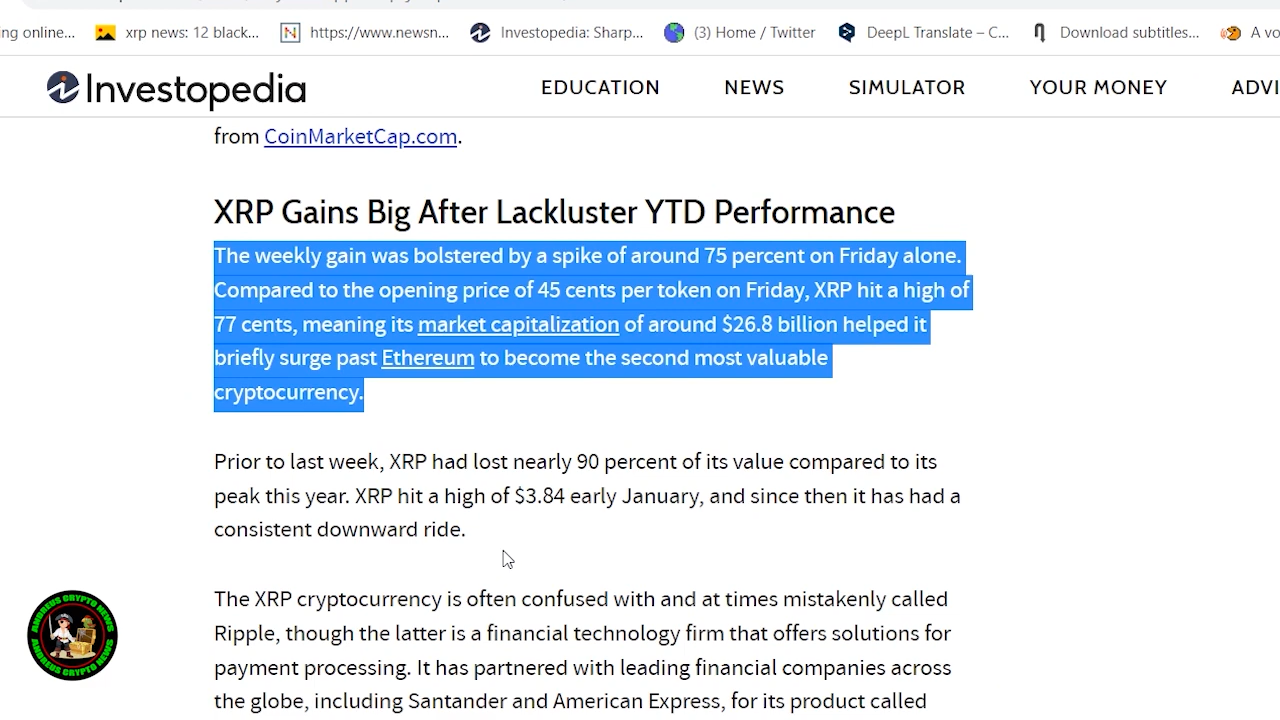 ng online...
xrp news: 12 black...
https://www.newsn...
Investopedia: Sharp...
(3) Home / Twitter
DeepL Translate – C...
Download subtitles...
A vo
Investopedia
EDUCATION
NEWS
SIMULATOR
YOUR MONEY
ADVI
from CoinMarketCap.com.
XRP Gains Big After Lackluster YTD Performance
The weekly gain was bolstered by a spike of around 75 percent on Friday alone.
Compared to the opening price of 45 cents per token on Friday, XRP hit a high of
77 cents, meaning its market capitalization of around $26.8 billion helped it
briefly surge past Ethereum to become the second most valuable
cryptocurrency.
Prior to last week, XRP had lost nearly 90 percent of its value compared to its
peak this year. XRP hit a high of $3.84 early January, and since then it has had a
consistent downward ride.
The XRP cryptocurrency is often confused with and at times mistakenly called
Ripple, though the latter is a financial technology firm that offers solutions for
payment processing. It has partnered with leading financial companies across
the globe, including Santander and American Express, for its product called
ANDREUS CRYPTO NEWS
ANDREUS CRYPTO NEWS